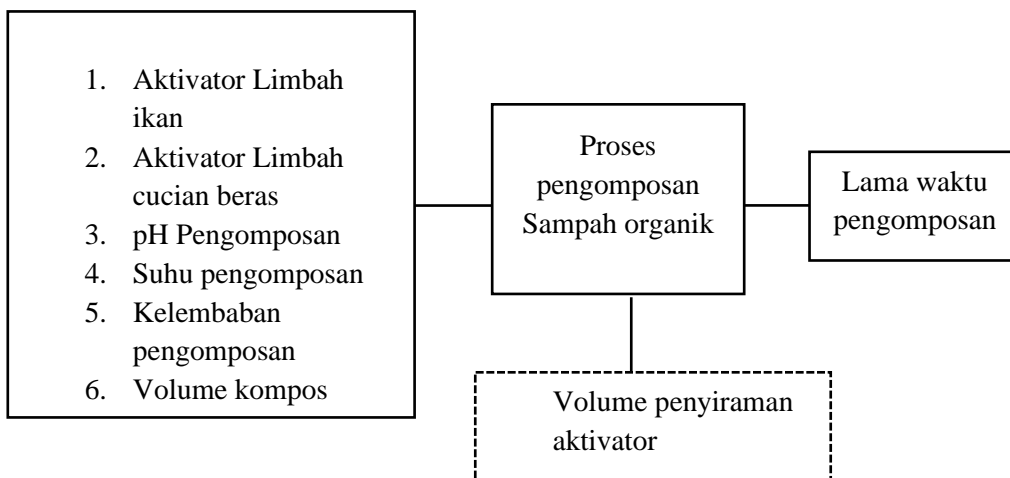 1. Aktivator Limbah
ikan
2. Aktivator Limbah
cucian beras
3. pH Pengomposan
4. Suhu pengomposan
5. Kelembaban
pengomposan
6. Volume kompos
Proses
pengomposan
Sampah organik
Lama waktu
pengomposan
Volume penyiraman
aktivator